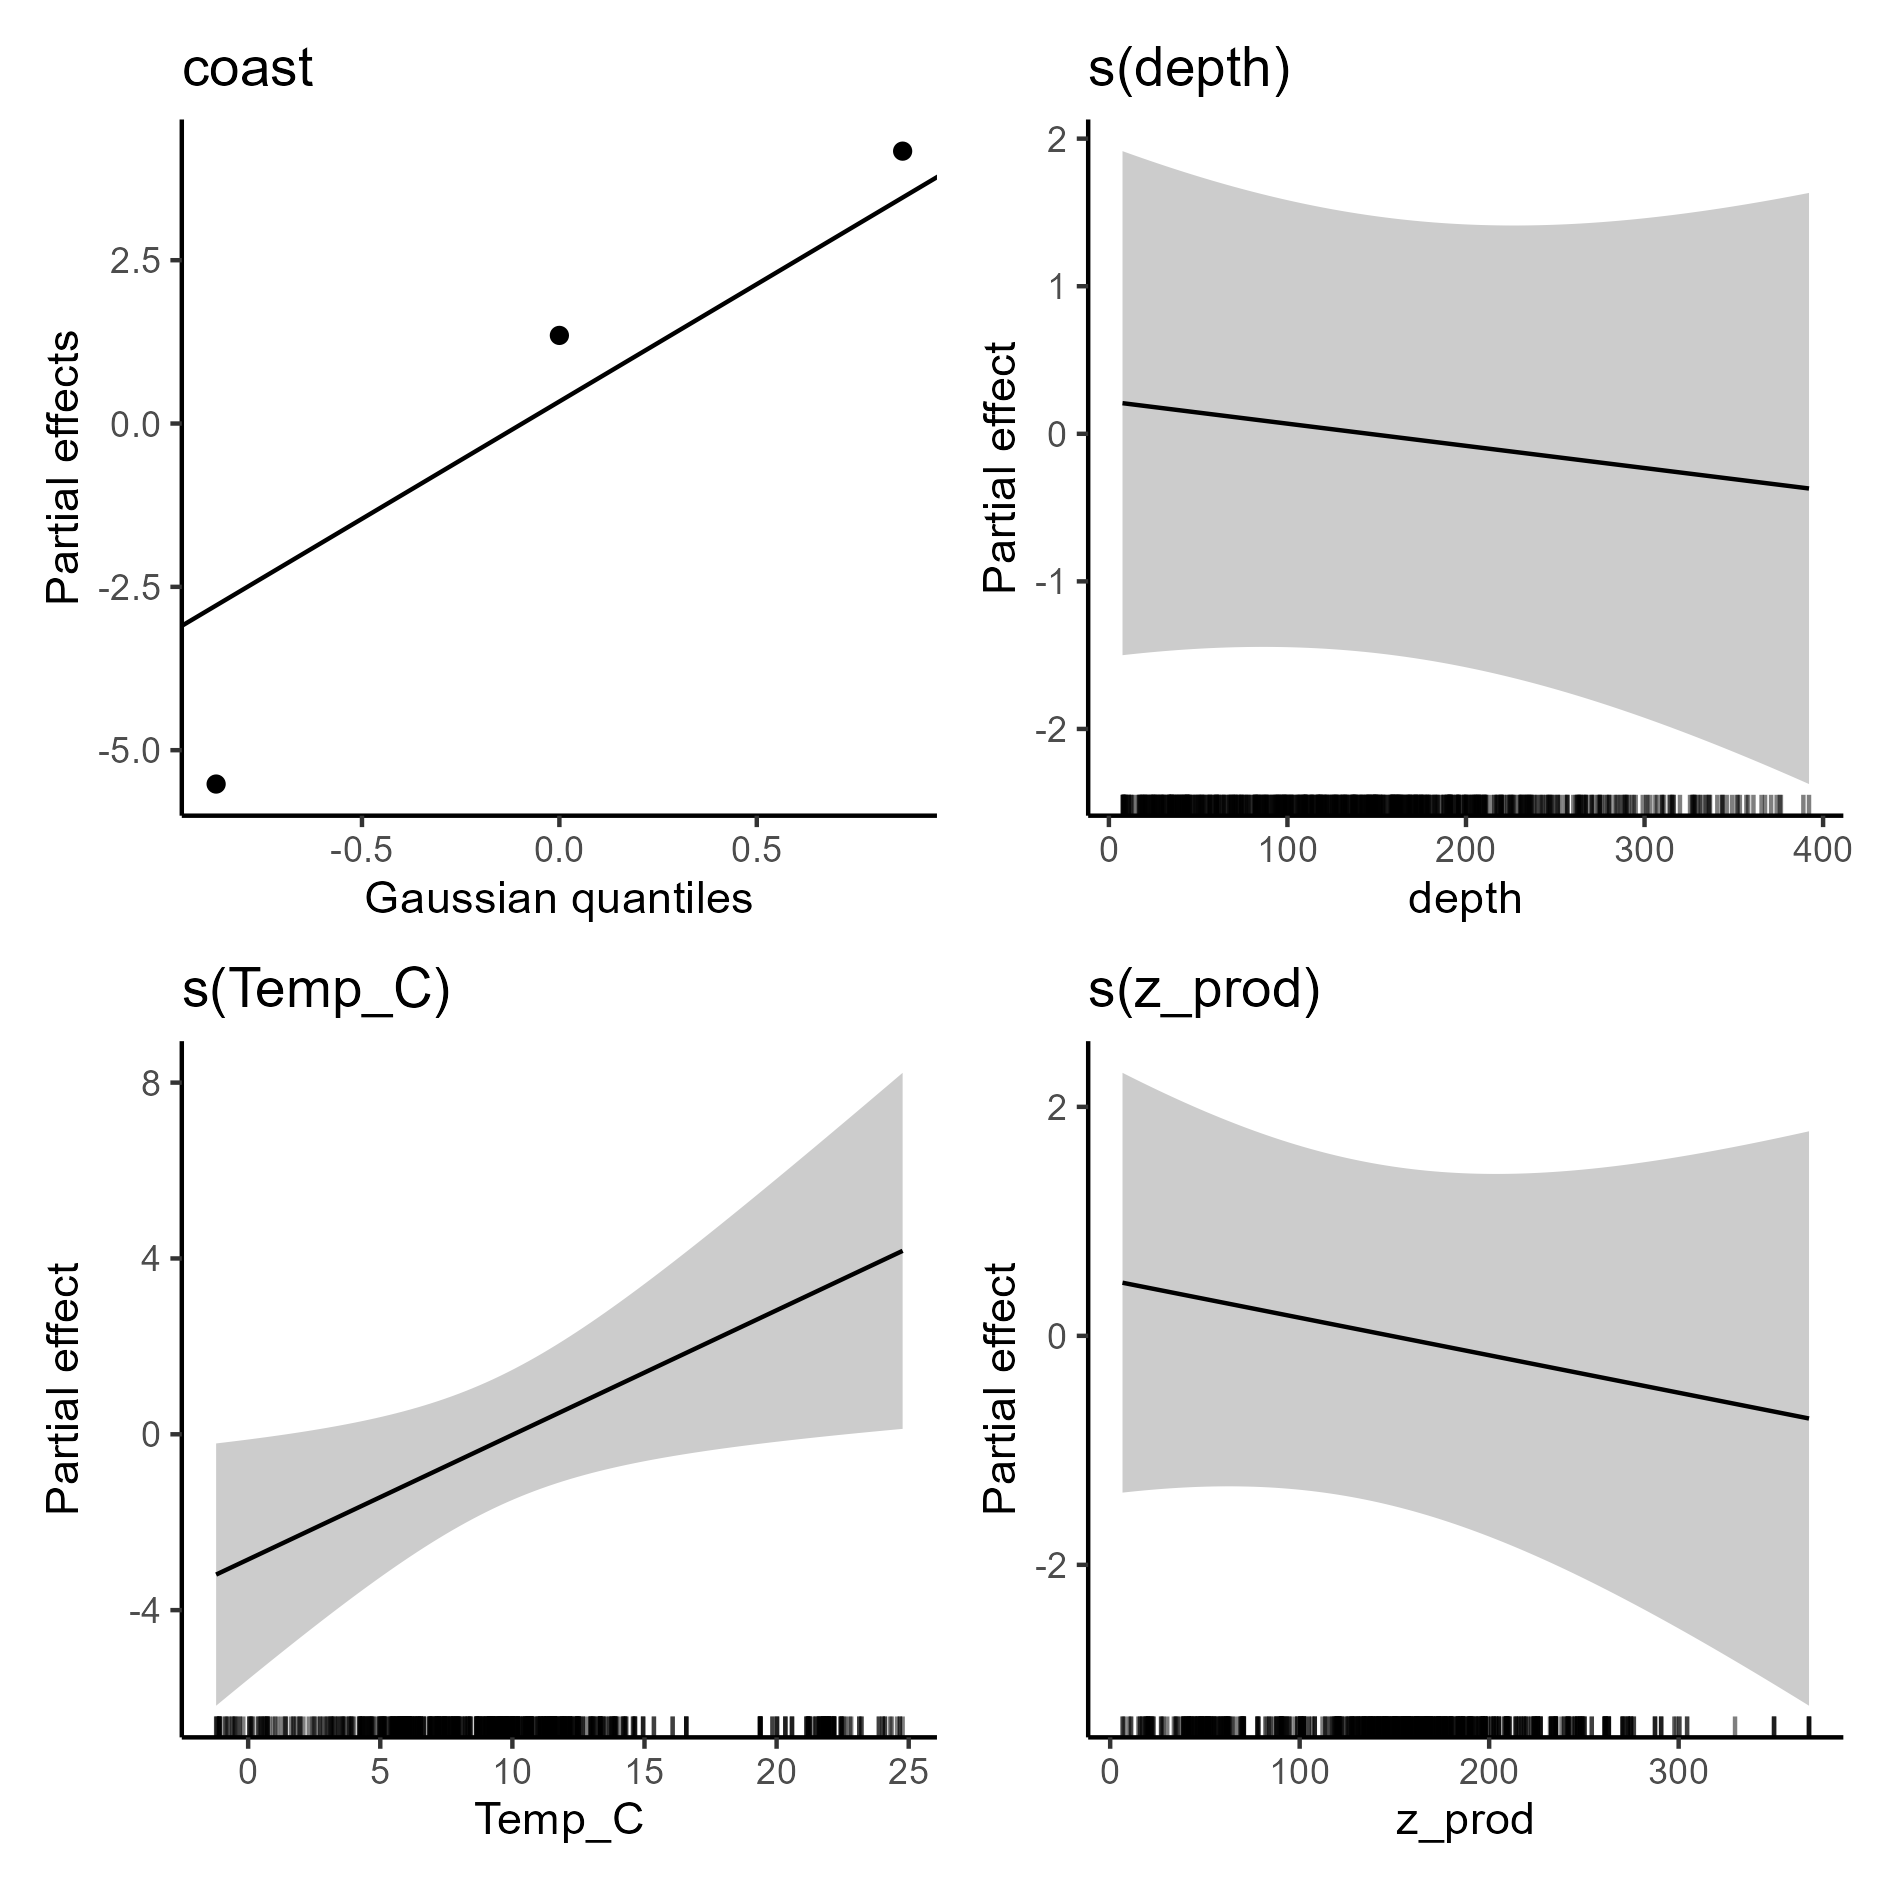 coast
Partial effects
2.5
0.0
-2.5
-5.0
-0.5 0.0 0.5
Gaussian quantiles
s(depth)
Partial effect
2
1
0
-1
-2
0 100 200 300 400
depth
s(Temp_C)
Partial effect
8
4
0
-4
0 5 10 15 20 25
Temp_C
s(z_prod)
Partial effect
2
0
-2
0 100 200 300
z_prod